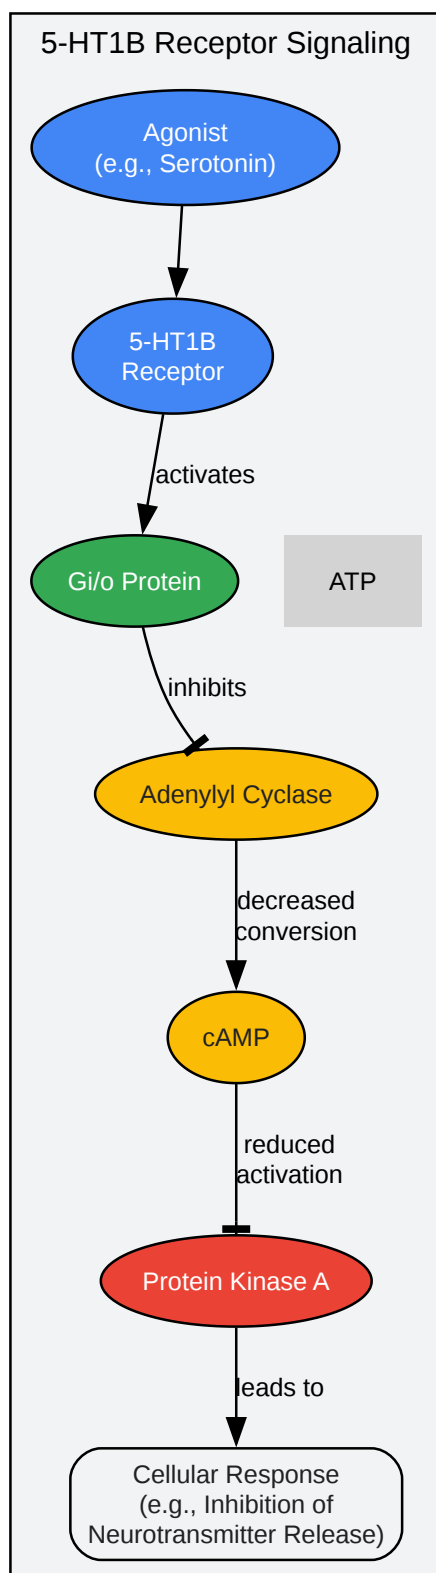 5-HT1B Receptor Signaling
Agonist
(e.g., Serotonin)
5-HT1B
Receptor
activates
Gi/o Protein
ATP
inhibits
Adenylyl Cyclase
decreased
conversion
cAMP
reduced
activation
Protein Kinase A
leads to
Cellular Response
(e.g., Inhibition of
Neurotransmitter Release)